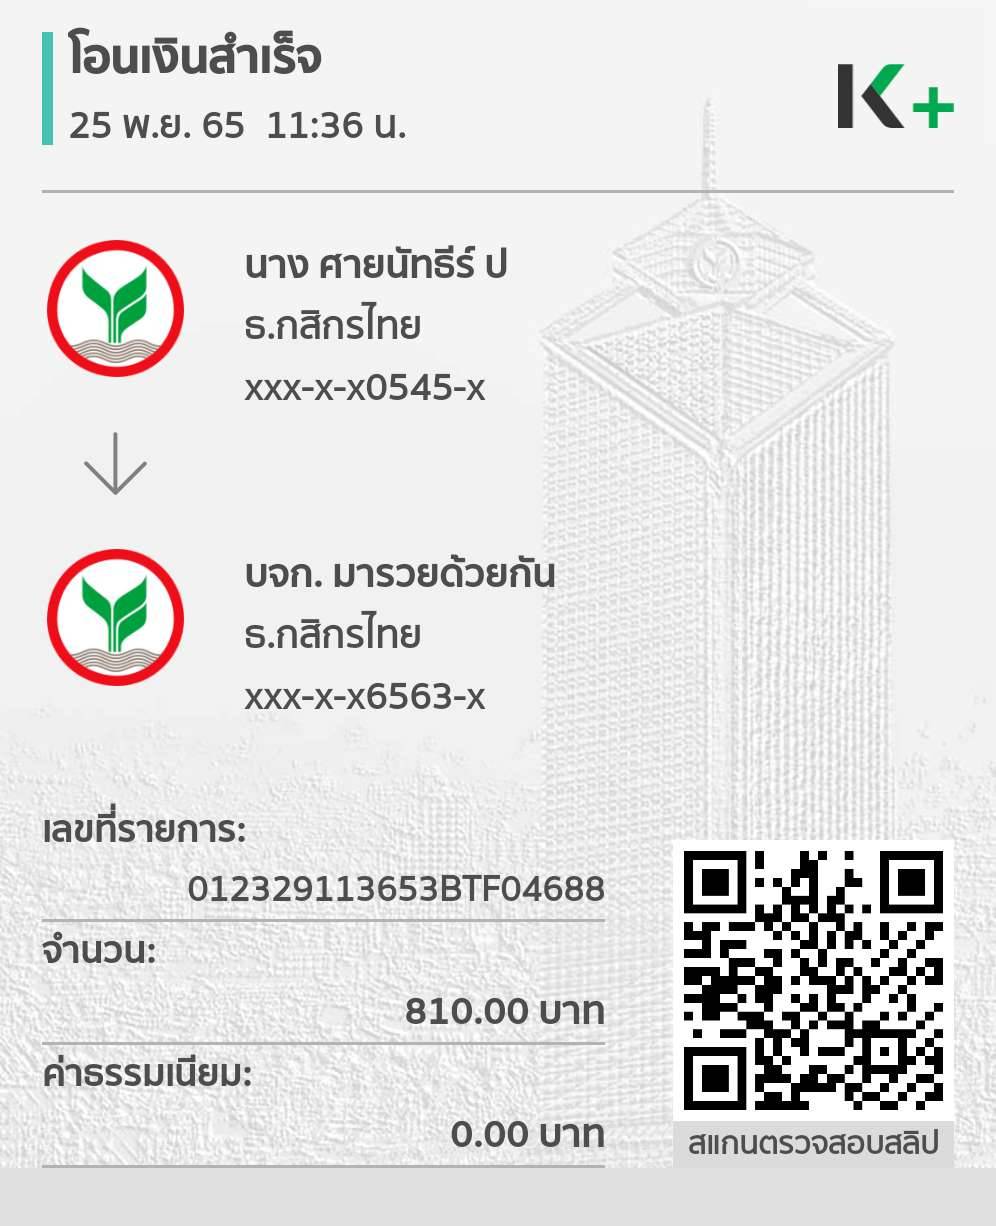 โอนเงินสำเร็จ
25 พ.ย. 65 11:36 น.
K+
นาง ศายนัทธีร์ ป
ธ.กสิกรไทย
xxx-x-x0545-x
บจก. มารวยด้วยกัน
ธ.กสิกรไทย
xxx-x-x6563-x
เลขที่รายการ:
012329113653BTF04688
จำนวน:
810.00 บาท
ค่าธรรมเนียม:
0.00 บาท
สแกนตรวจสอบสลิป